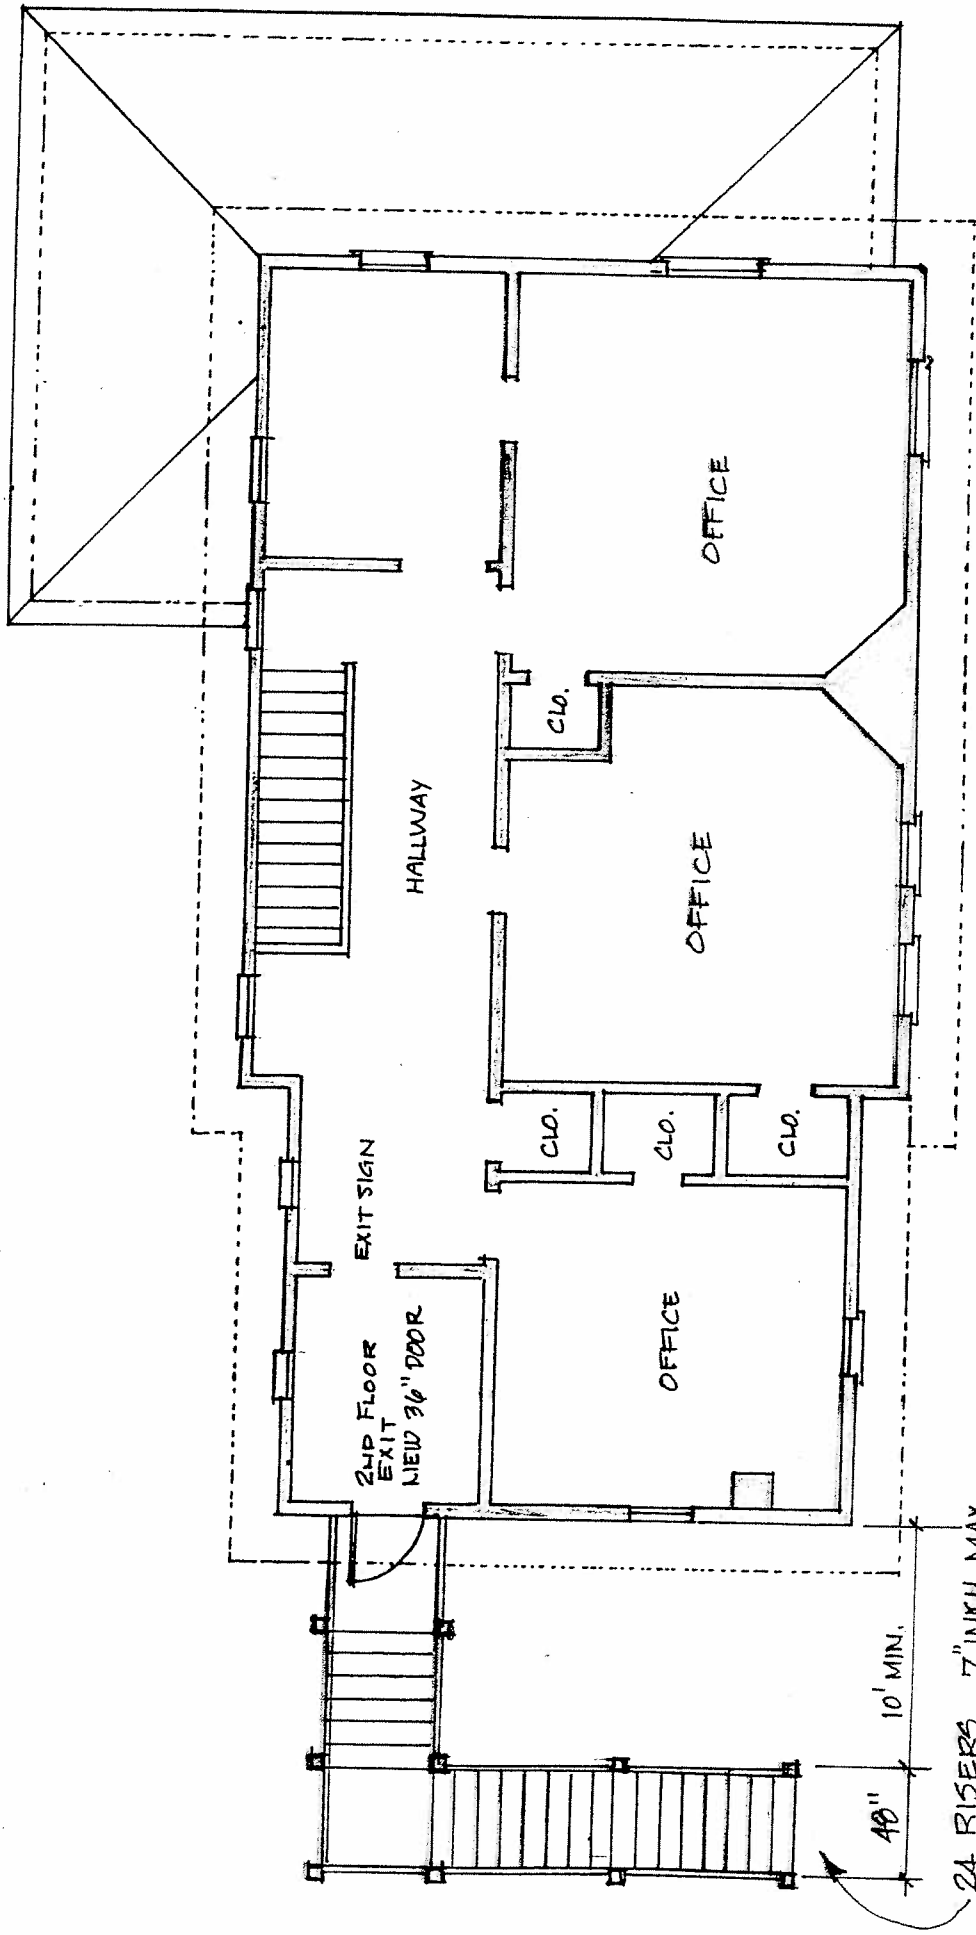 OFFICE
CLO.
HALLWAY
OFFICE
CLO.
CLO.
CLO.
EXIT SIGN
OFFICE
2ND FLOOR
EXIT
NEW 36" DOOR
10' MIN.
48"
24 RISERS 7" INCH MAX